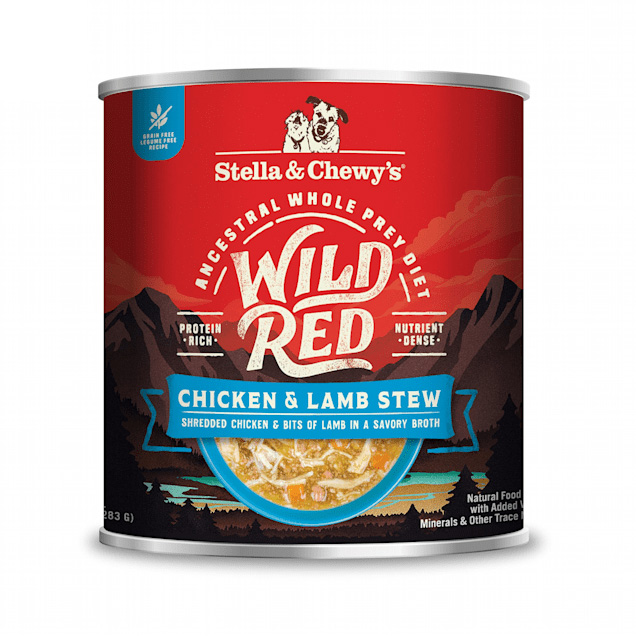 GRAIN FREE
LEGUME FREE
RECIPE
Stella & Chewy's®
ANCESTRAL WHOLE PREY DIET
WILD
RED
PROTEIN
• RICH •
NUTRIENT
• DENSE •
CHICKEN & LAMB STEW
SHREDDED CHICKEN & BITS OF LAMB IN A SAVORY BROTH
283 G)
Natural Food
with Added
Minerals & Other Trace